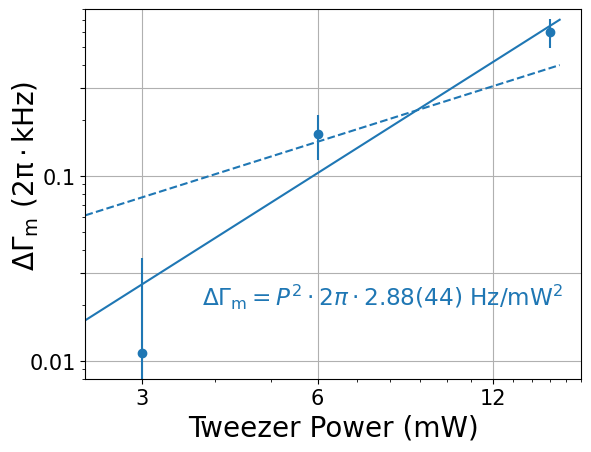 ΔΓm (2π · kHz)
0.1
0.01
ΔΓm = P² · 2π · 2.88(44) Hz/mW²
3 6 12
Tweezer Power (mW)